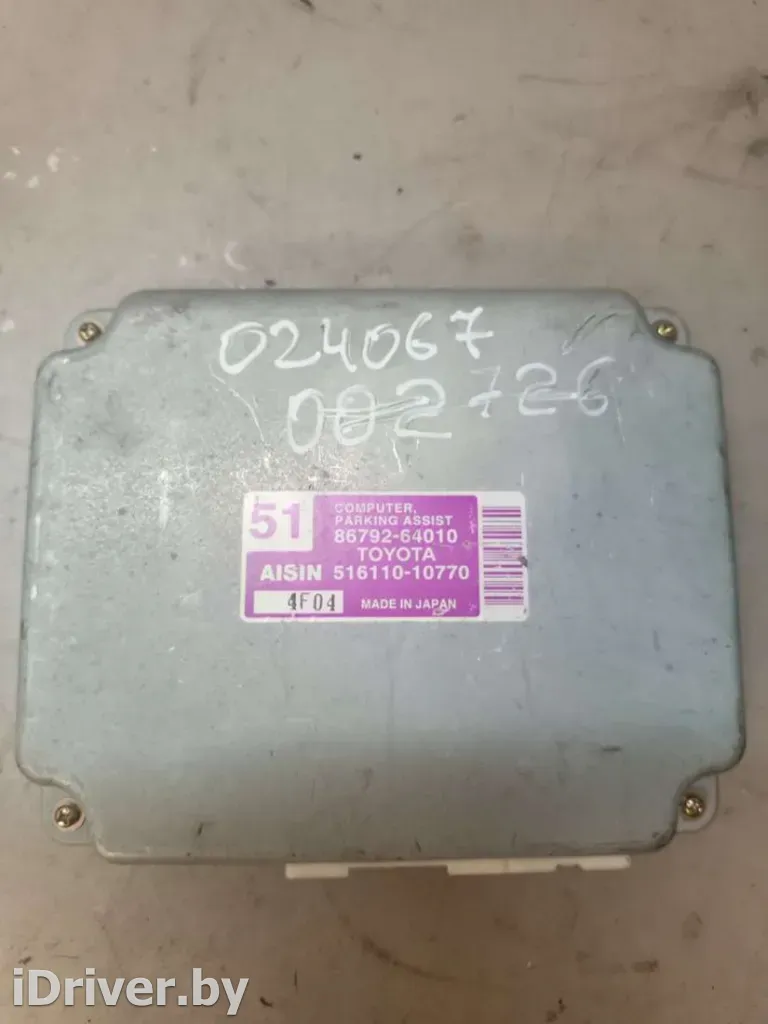 024067
002726
51
COMPUTER,
PARKING ASSIST
86792-64010
TOYOTA
AISIN 516110-10770
4F04 MADE IN JAPAN
iDriver.by